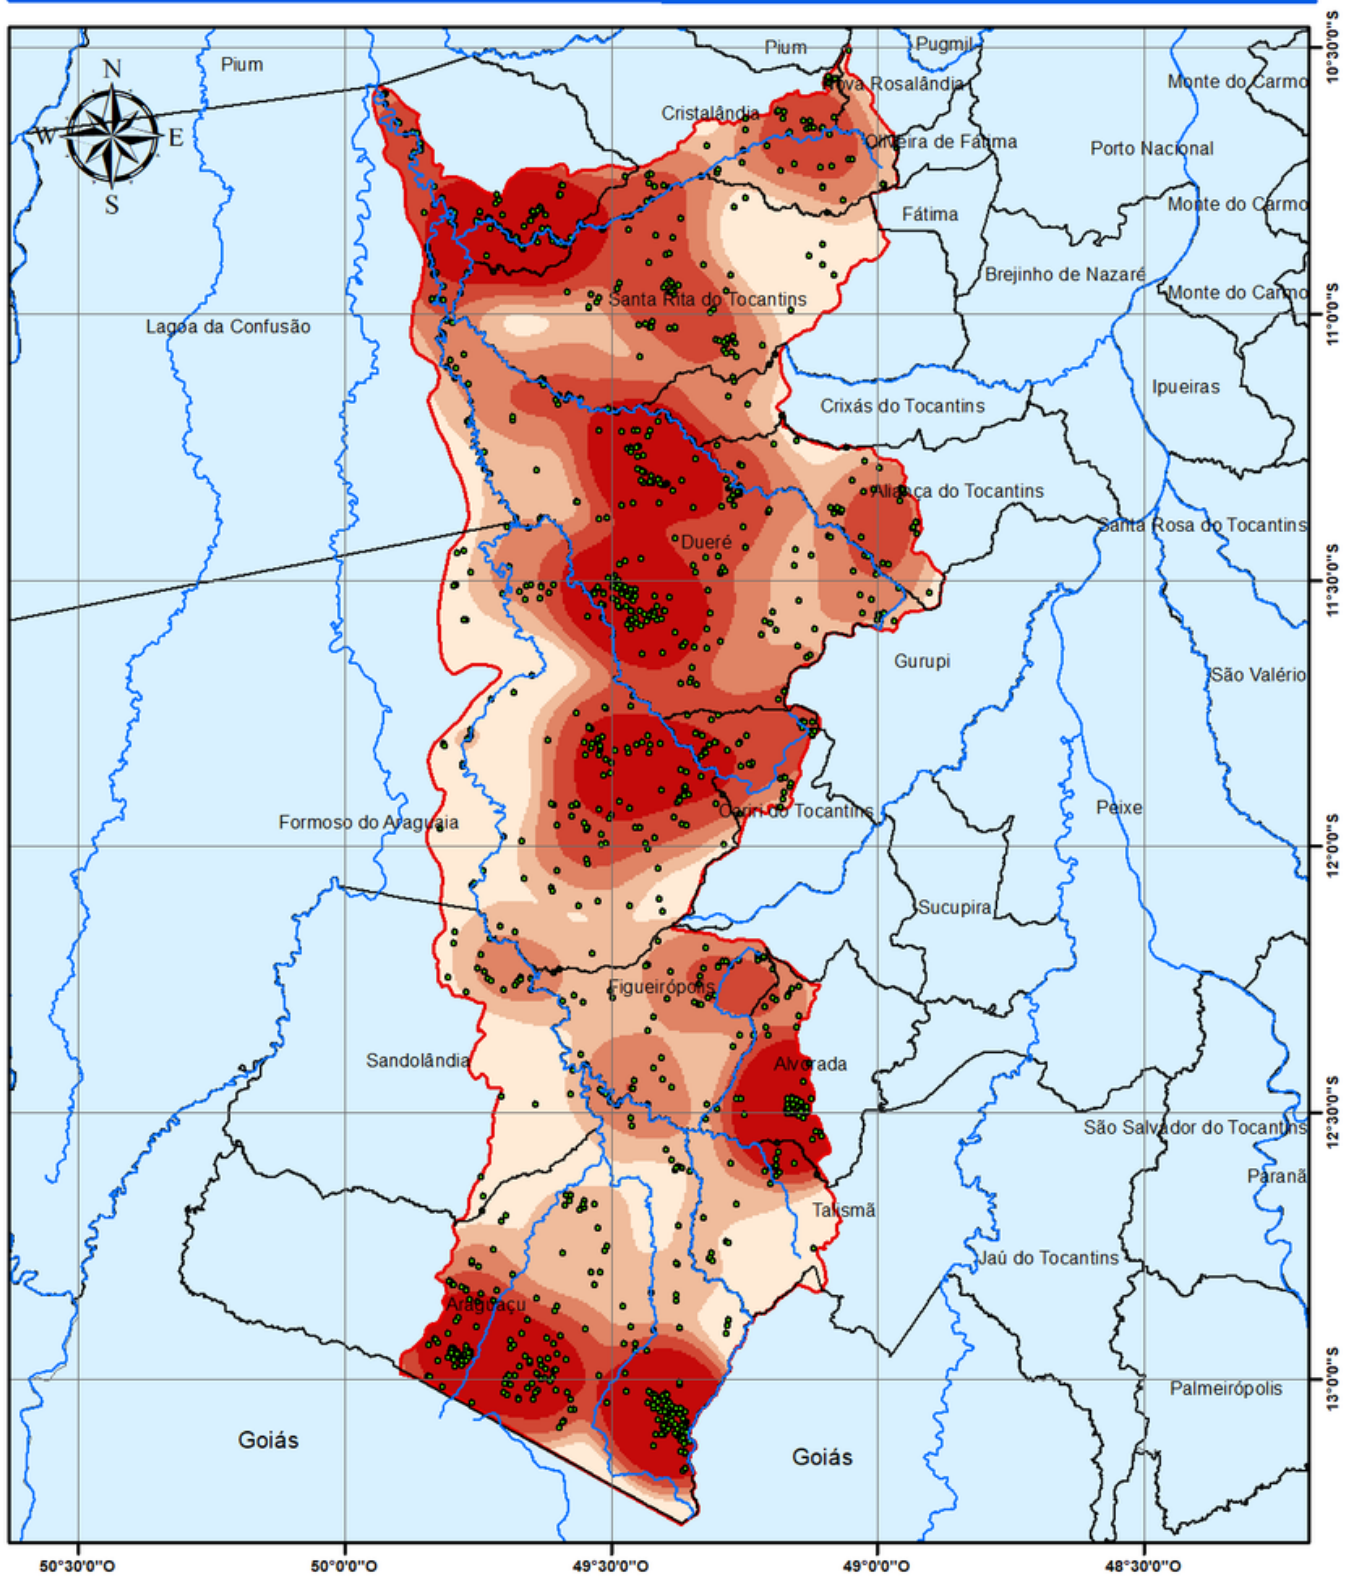 Pium
Pium
Pugmil
10°30'0"S
N
W
E
S
Nova Rosalândia
Monte do Carmo
Cristalândia
Oliveira de Fátima
Porto Nacional
Fátima
Monte do Carmo
Brejinho de Nazaré
Monte do Carmo
Santa Rita do Tocantins
11°0'0"S
Lagoa da Confusão
Ipueiras
Crixás do Tocantins
Aliança do Tocantins
Santa Rosa do Tocantins
Dueré
11°30'0"S
Gurupi
São Valério
Peixe
Cariri do Tocantins
Formoso do Araguaia
12°0'0"S
Sucupira
Figueirópolis
Sandolândia
Alvorada
12°30'0"S
São Salvador do Tocantins
Paranã
Talismã
Jaú do Tocantins
Araguaçu
13°0'0"S
Palmeirópolis
Goiás
Goiás
50°30'0"O
50°0'0"O
49°30'0"O
49°0'0"O
48°30'0"O